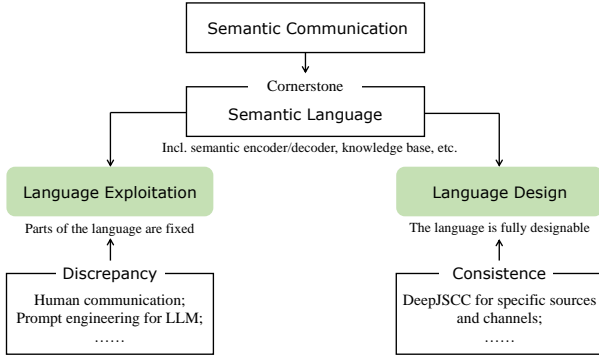 Semantic Communication
Cornerstone
Semantic Language
Incl. semantic encoder/decoder, knowledge base, etc.
Language Exploitation
Language Design
Parts of the language are fixed
The language is fully designable
Discrepancy
Human communication;
Prompt engineering for LLM;
……
Consistence
DeepJSCC for specific sources
and channels;
……